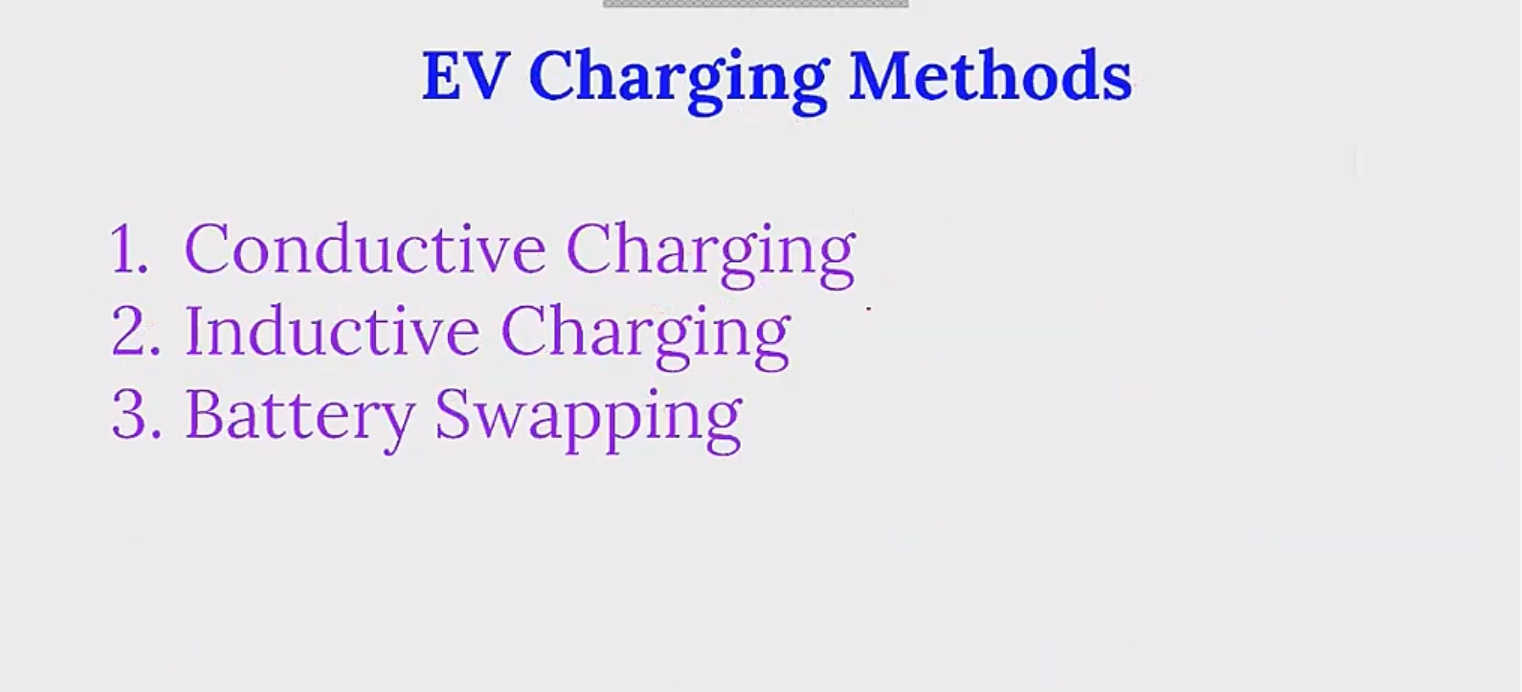 EV Charging Methods
1. Conductive Charging
2. Inductive Charging
3. Battery Swapping